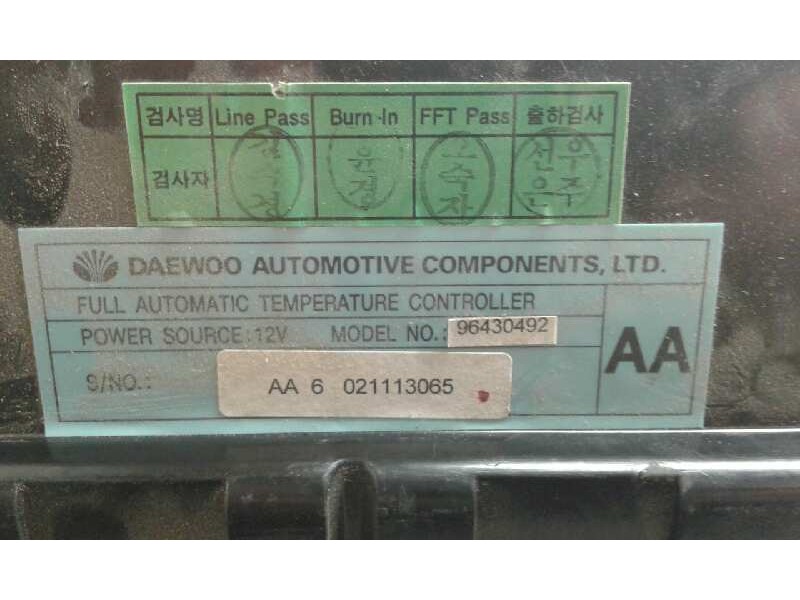 검사명 Line Pass Burn-In FFT Pass 출하검사
검사자
DAEWOO AUTOMOTIVE COMPONENTS, LTD.
FULL AUTOMATIC TEMPERATURE CONTROLLER
POWER SOURCE:12V MODEL NO.: 96430492
AA
S/NO.: AA 6 021113065